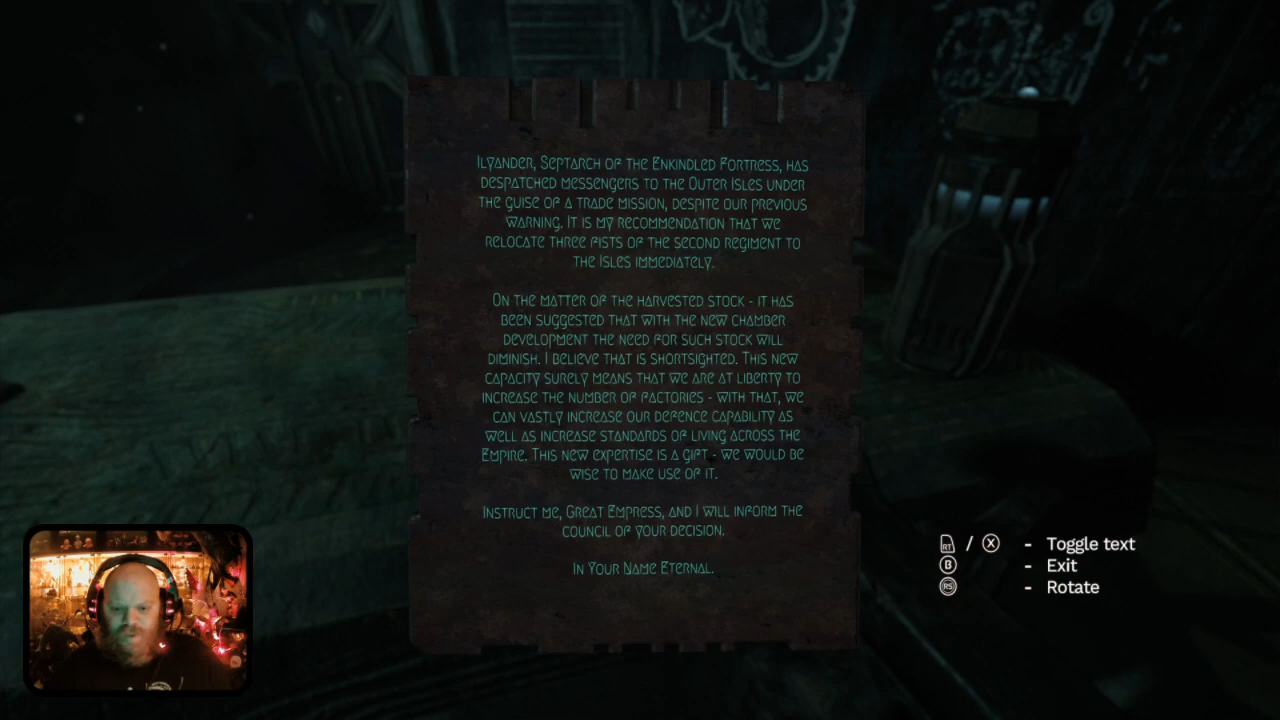 Ilyander, Septarch of the Enkindled Fortress, has
despatched messengers to the Outer Isles under
the guise of a trade mission, despite our previous
warning. It is my recommendation that we
relocate three fists of the second regiment to
the Isles immediately.
On the matter of the harvested stock - it has
been suggested that with the new chamber
development the need for such stock will
diminish. I believe that is shortsighted. This new
capacity surely means that we are at liberty to
increase the number of factories - with that, we
can vastly increase our defence capability as
well as increase standards of living across the
Empire. This new expertise is a gift - we would be
wise to make use of it.
Instruct me, Great Empress, and I will inform the
council of your decision.
In Your Name Eternal.
RT / X - Toggle text
B - Exit
RS - Rotate